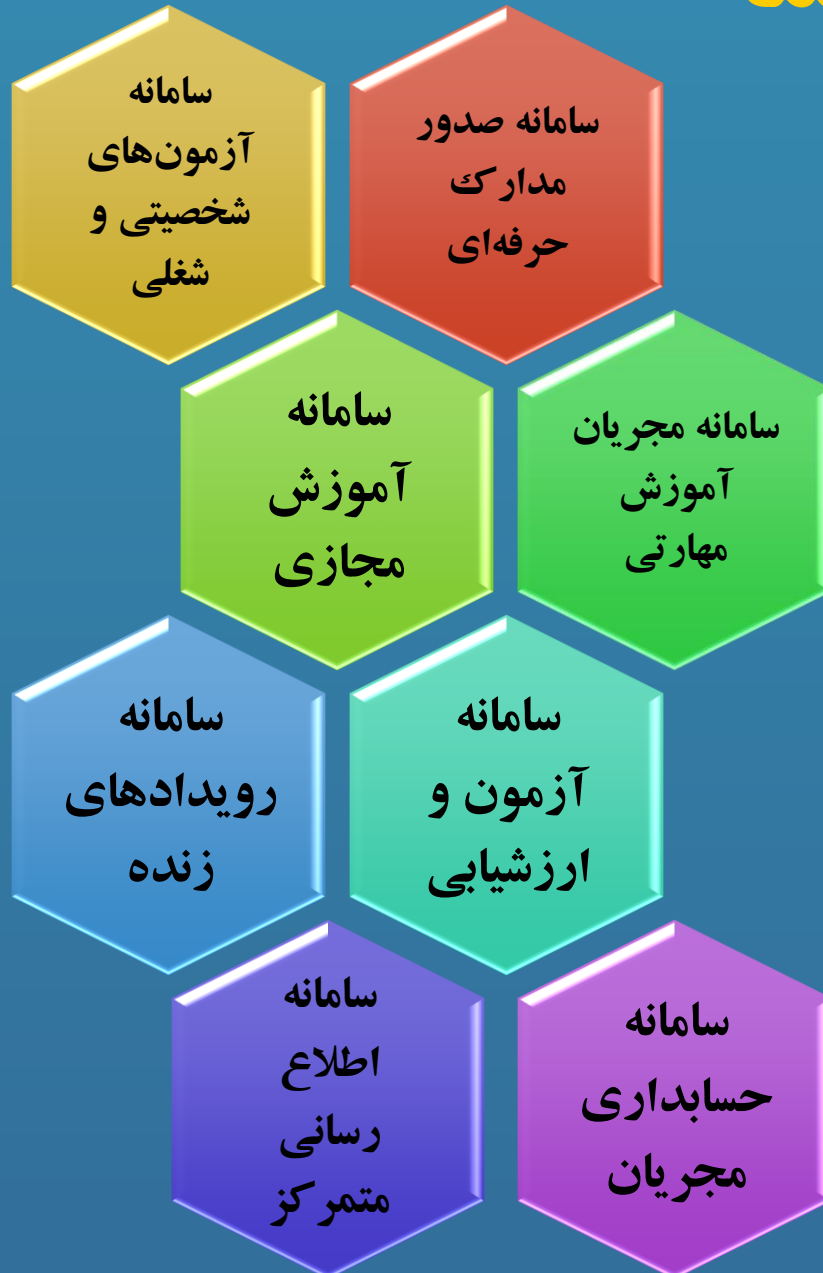 سامانه صدور
مدارک
حرفه‌ای
سامانه
آزمون‌های
شخصیتی و
شغلی
سامانه مجریان
آموزش
مهارتی
سامانه
آموزش
مجازی
سامانه
آزمون و
ارزشیابی
سامانه
رویدادهای
زنده
سامانه
حسابداری
مجریان
سامانه
اطلاع
رسانی
متمرکز